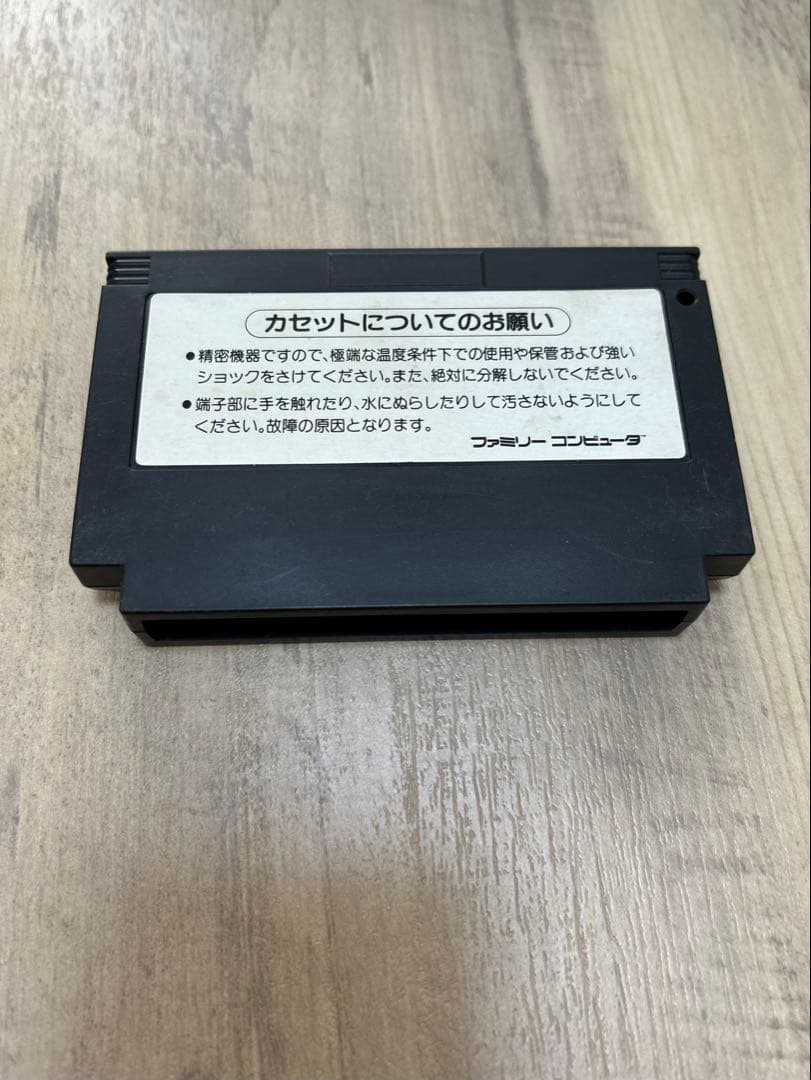 カセットについてのお願い
●精密機器ですので、極端な温度条件下での使用や保管および強い
ショックをさけてください。また、絶対に分解しないでください。
●端子部に手を触れたり、水にぬらしたりして汚さないようにして
ください。故障の原因となります。
ファミリー コンピュータ™